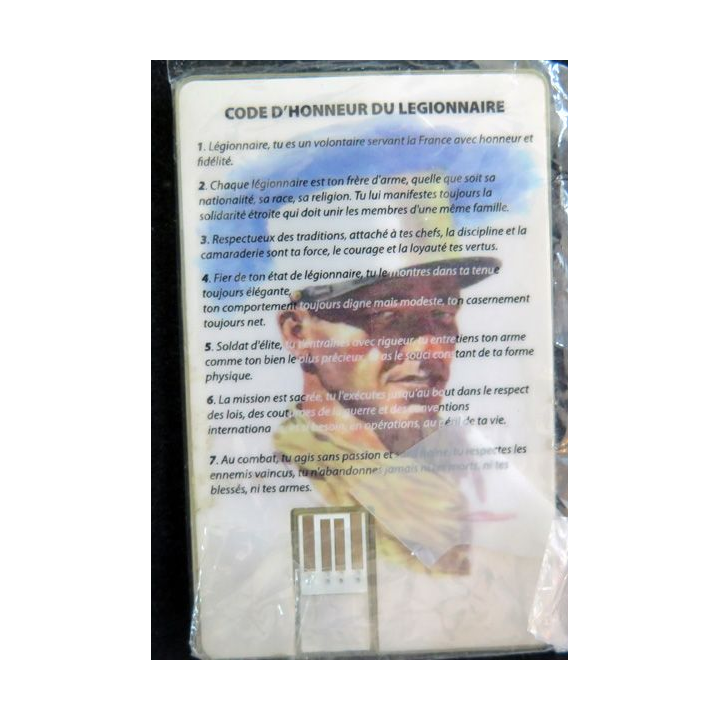 CODE D'HONNEUR DU LEGIONNAIRE
1. Légionnaire, tu es un volontaire servant la France avec honneur et
fidélité.
2. Chaque légionnaire est ton frère d'arme, quelle que soit sa
nationalité, sa race, sa religion. Tu lui manifestes toujours la
solidarité étroite qui doit unir les membres d'une même famille.
3. Respectueux des traditions, attaché à tes chefs, la discipline et la
camaraderie sont ta force, le courage et la loyauté tes vertus.
4. Fier de ton état de légionnaire, tu le montres dans ta tenue
toujours élégante,
ton comportement toujours digne mais modeste, ton casernement
toujours net.
5. Soldat d'élite, tu t'entraînes avec rigueur, tu entretiens ton arme
comme ton bien le plus précieux, tu as le souci constant de ta forme
physique.
6. La mission est sacrée, tu l'exécutes jusqu'au bout dans le respect
des lois, des coutumes de la guerre et des conventions
internationa si besoin, en opérations, au péril de ta vie.
7. Au combat, tu agis sans passion et sans haine, tu respectes les
ennemis vaincus, tu n'abandonnes jamais ni tes morts, ni tes
blessés, ni tes armes.